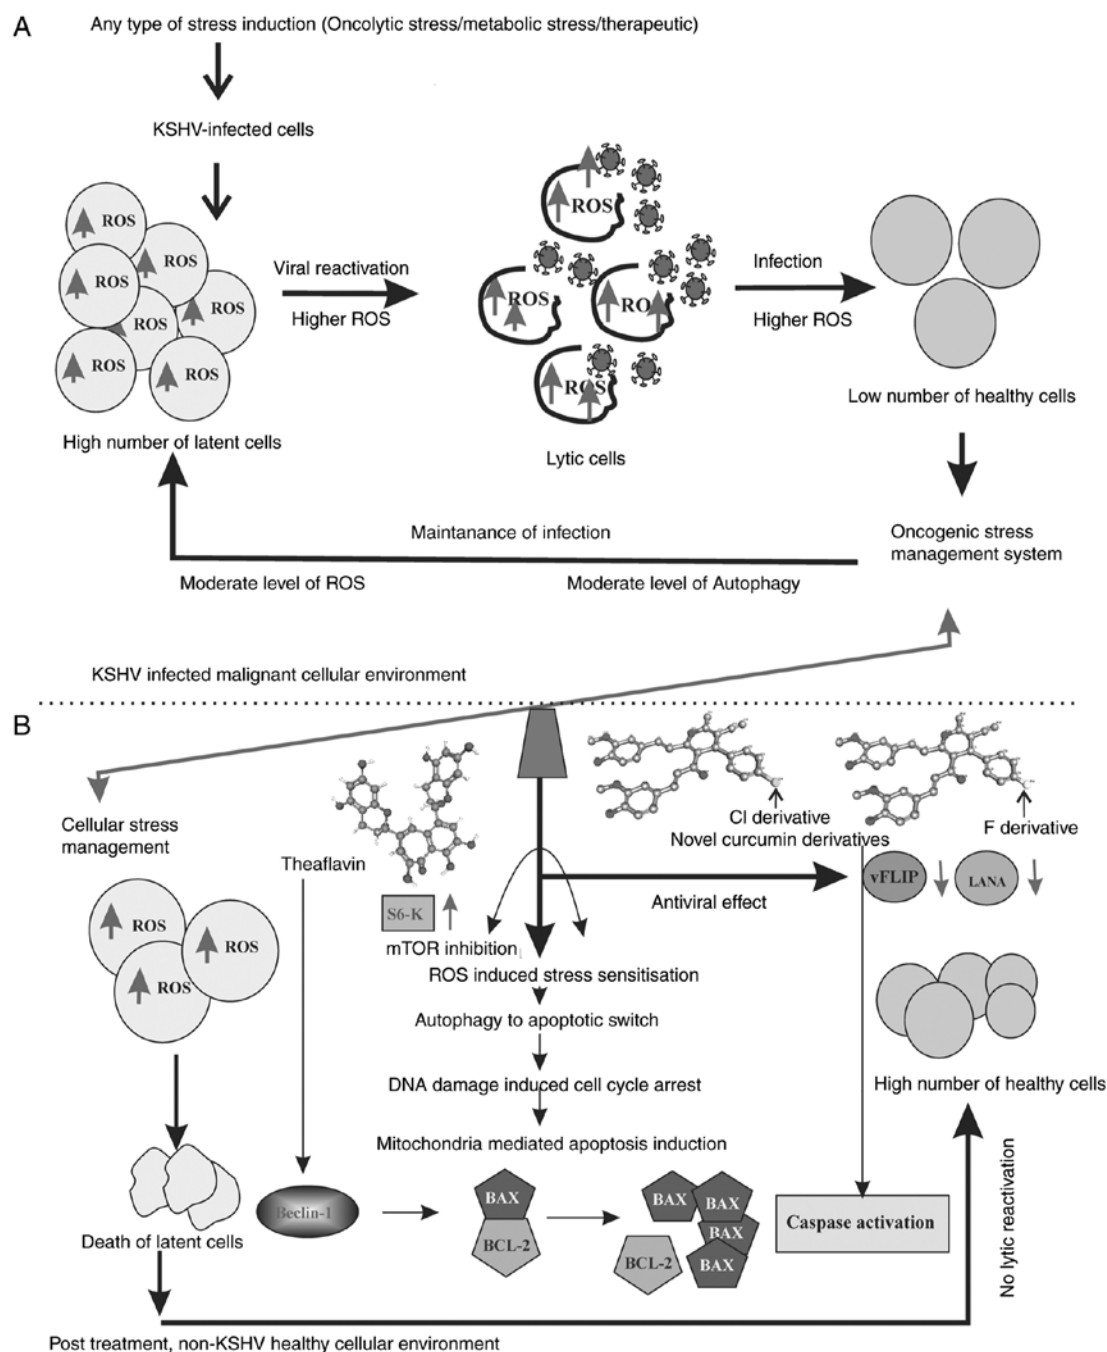 A
Any type of stress induction (Oncolytic stress/metabolic stress/therapeutic)
KSHV-infected cells
ROS
ROS
ROS
ROS
ROS
ROS
ROS
High number of latent cells
Viral reactivation
Higher ROS
ROS
ROS
RO
ROS
Lytic cells
Infection
Higher ROS
Low number of healthy cells
Oncogenic stress
management system
Maintanance of infection
Moderate level of ROS
Moderate level of Autophagy
KSHV infected malignant cellular environment
B
Cellular stress
management
Theaflavin
Cl derivative
Novel curcumin derivatives
F derivative
vFLIP
LANA
Antiviral effect
S6-K
mTOR inhibition
ROS induced stress sensitisation
Autophagy to apoptotic switch
DNA damage induced cell cycle arrest
Mitochondria mediated apoptosis induction
ROS
ROS
ROS
High number of healthy cells
Death of latent cells
Beclin-1
BAX
BCL-2
BAX
BAX
BAX
BCL-2
BAX
Caspase activation
No lytic reactivation
Post treatment, non-KSHV healthy cellular environment